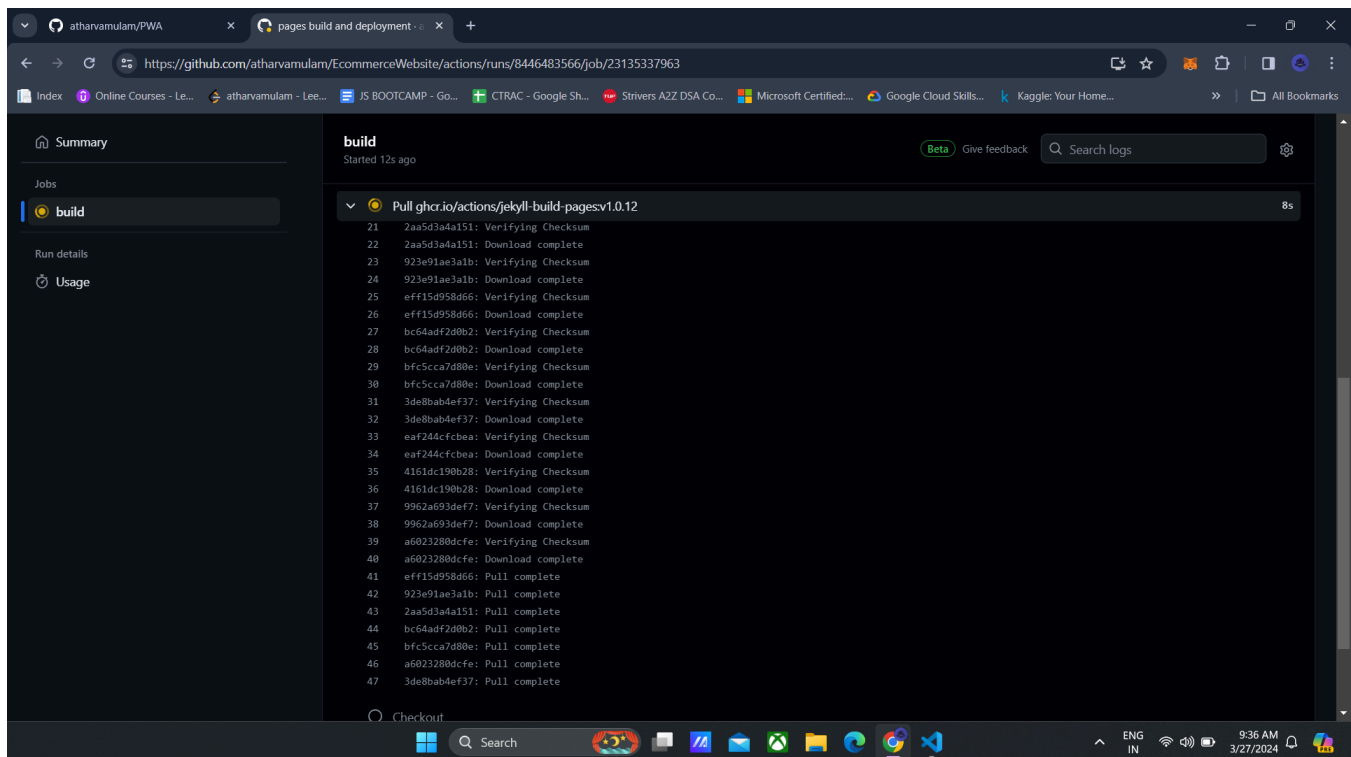 atharvamulam/PWA
pages build and deployment · a
https://github.com/atharvamulam/EcommerceWebsite/actions/runs/8446483566/job/23135337963
Index Online Courses - Le... atharvamulam - Lee... JS BOOTCAMP - Go... CTRAC - Google Sh... Strivers A2Z DSA Co... Microsoft Certified:... Google Cloud Skills... Kaggle: Your Home... » All Bookmarks
Summary
Jobs
build
Run details
Usage
build
Started 12s ago
Beta Give feedback Search logs
Pull ghcr.io/actions/jekyll-build-pages:v1.0.12 8s
21 2aa5d3a4a151: Verifying Checksum
22 2aa5d3a4a151: Download complete
23 923e91ae3a1b: Verifying Checksum
24 923e91ae3a1b: Download complete
25 eff15d958d66: Verifying Checksum
26 eff15d958d66: Download complete
27 bc64adf2d0b2: Verifying Checksum
28 bc64adf2d0b2: Download complete
29 bfc5cca7d80e: Verifying Checksum
30 bfc5cca7d80e: Download complete
31 3de8bab4ef37: Verifying Checksum
32 3de8bab4ef37: Download complete
33 eaf244cfcbea: Verifying Checksum
34 eaf244cfcbea: Download complete
35 4161dc190b28: Verifying Checksum
36 4161dc190b28: Download complete
37 9962a693def7: Verifying Checksum
38 9962a693def7: Download complete
39 a6023280dcfe: Verifying Checksum
40 a6023280dcfe: Download complete
41 eff15d958d66: Pull complete
42 923e91ae3a1b: Pull complete
43 2aa5d3a4a151: Pull complete
44 bc64adf2d0b2: Pull complete
45 bfc5cca7d80e: Pull complete
46 a6023280dcfe: Pull complete
47 3de8bab4ef37: Pull complete
Checkout
Search
ENG
IN
9:36 AM
3/27/2024
PRE